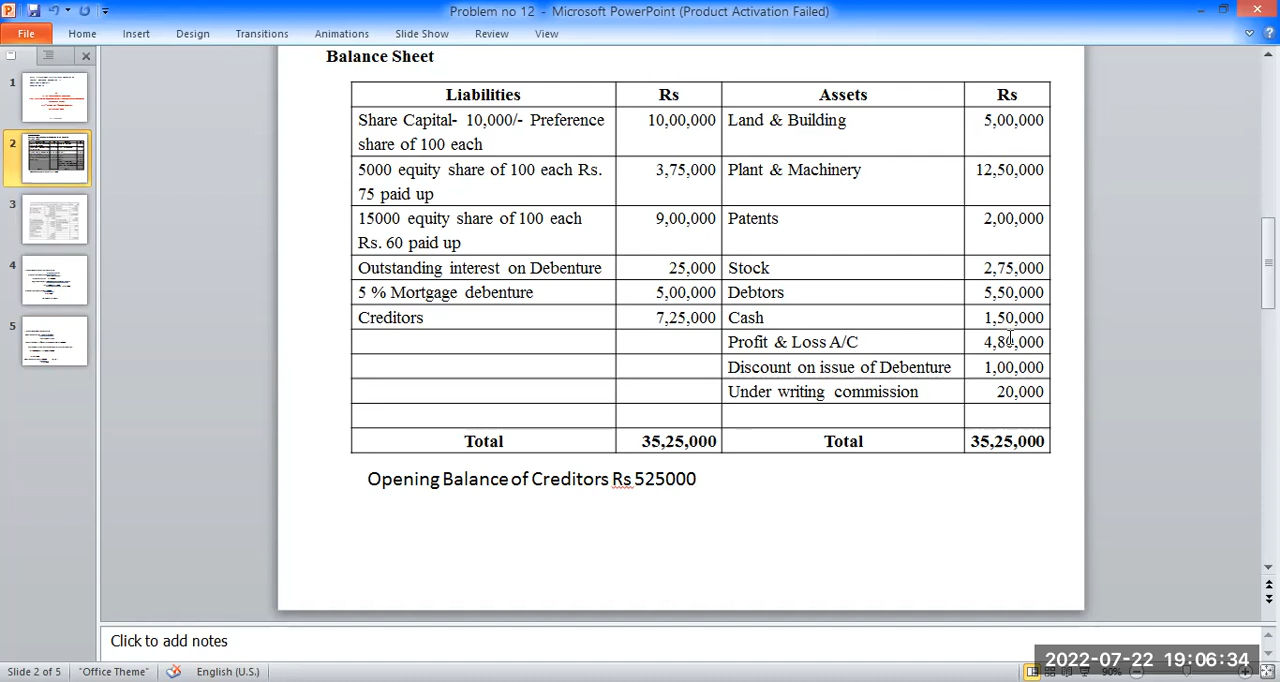 Problem no 12 - Microsoft PowerPoint (Product Activation Failed)
File Home Insert Design Transitions Animations Slide Show Review View
1
2
3
4
5
Balance Sheet
Liabilities Rs Assets Rs
Share Capital- 10,000/- Preference 10,00,000 Land & Building 5,00,000
share of 100 each
5000 equity share of 100 each Rs. 3,75,000 Plant & Machinery 12,50,000
75 paid up
15000 equity share of 100 each 9,00,000 Patents 2,00,000
Rs. 60 paid up
Outstanding interest on Debenture 25,000 Stock 2,75,000
5 % Mortgage debenture 5,00,000 Debtors 5,50,000
Creditors 7,25,000 Cash 1,50,000
Profit & Loss A/C 4,80,000
Discount on issue of Debenture 1,00,000
Under writing commission 20,000
Total 35,25,000 Total 35,25,000
Opening Balance of Creditors Rs 525000
Click to add notes
Slide 2 of 5 "Office Theme" English (U.S.) 90%
2022-07-22 19:06:34